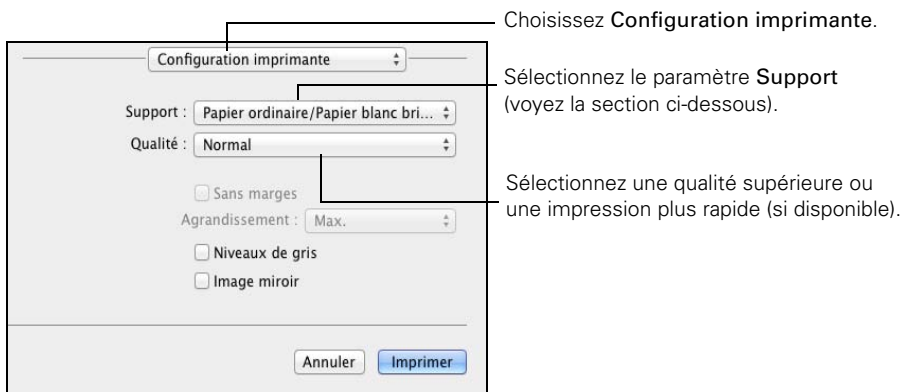 Choisissez Configuration imprimante.
Configuration imprimante
Sélectionnez le paramètre Support
(voyez la section ci-dessous).
Support : Papier ordinaire/Papier blanc bri...
Qualité : Normal
Sélectionnez une qualité supérieure ou
une impression plus rapide (si disponible).
Sans marges
Agrandissement : Max.
Niveaux de gris
Image miroir
Annuler Imprimer